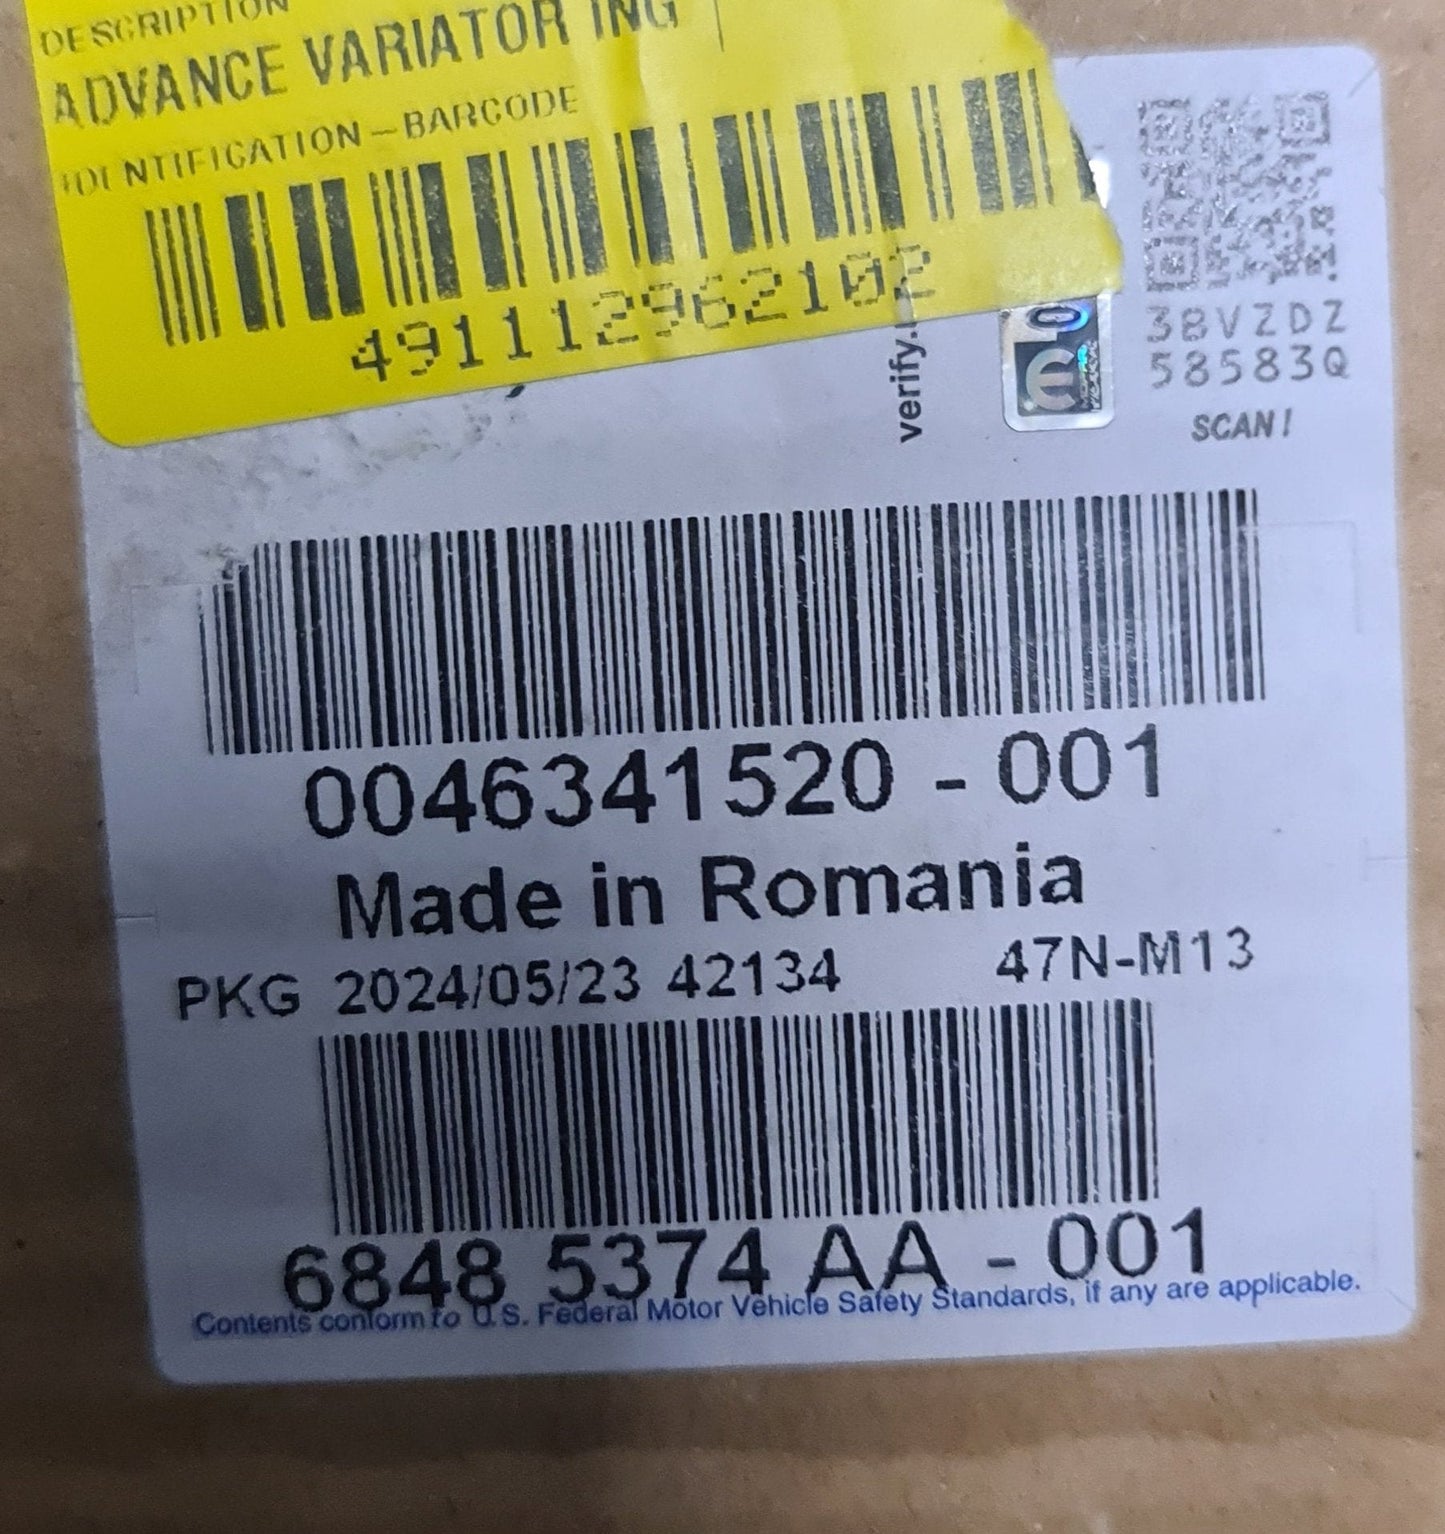 DESCRIPTION
ADVANCE VARIATOR ING
IDENTIFICATION - BARCODE
491112962102
verify.
38VZDZ
58583Q
SCAN!
0046341520 - 001
Made in Romania
PKG 2024/05/23 42134 47N-M13
6848 5374 AA - 001
Contents conform to U.S. Federal Motor Vehicle Safety Standards, if any are applicable.